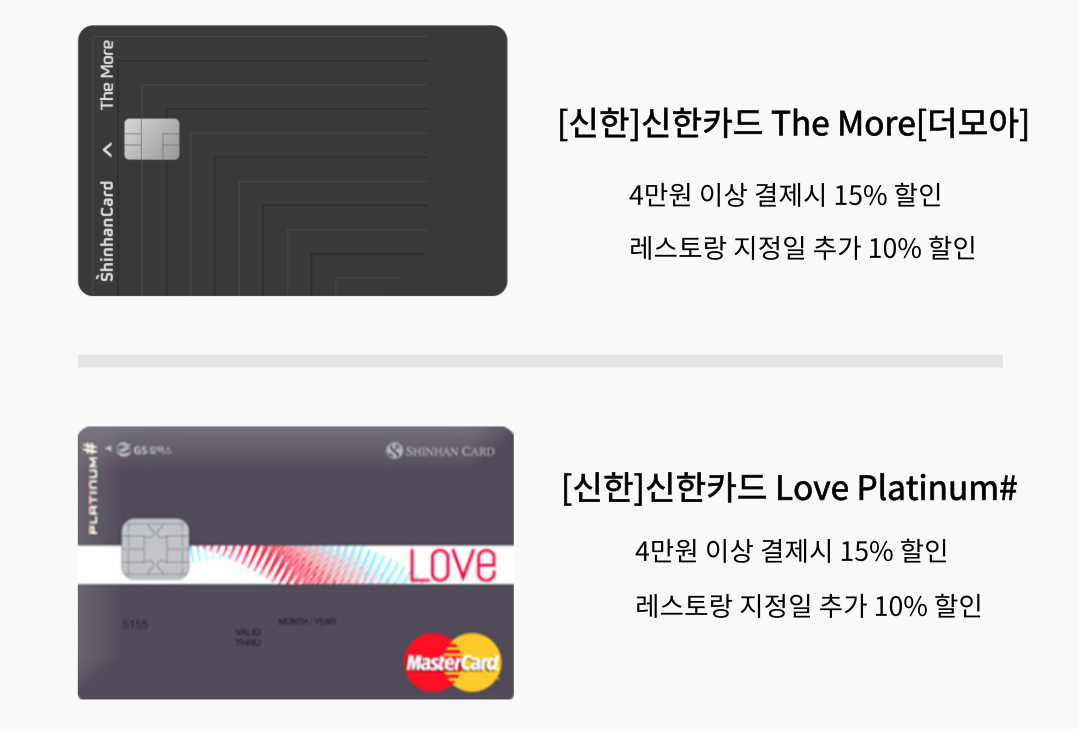 The More
ShinhanCard
[신한]신한카드 The More[더모아]
4만원 이상 결제시 15% 할인
레스토랑 지정일 추가 10% 할인
PLATINUM#
GS 칼텍스
SHINHAN CARD
LOVE
5155
MONTH / YEAR
VALID
THRU
MasterCard
[신한]신한카드 Love Platinum#
4만원 이상 결제시 15% 할인
레스토랑 지정일 추가 10% 할인